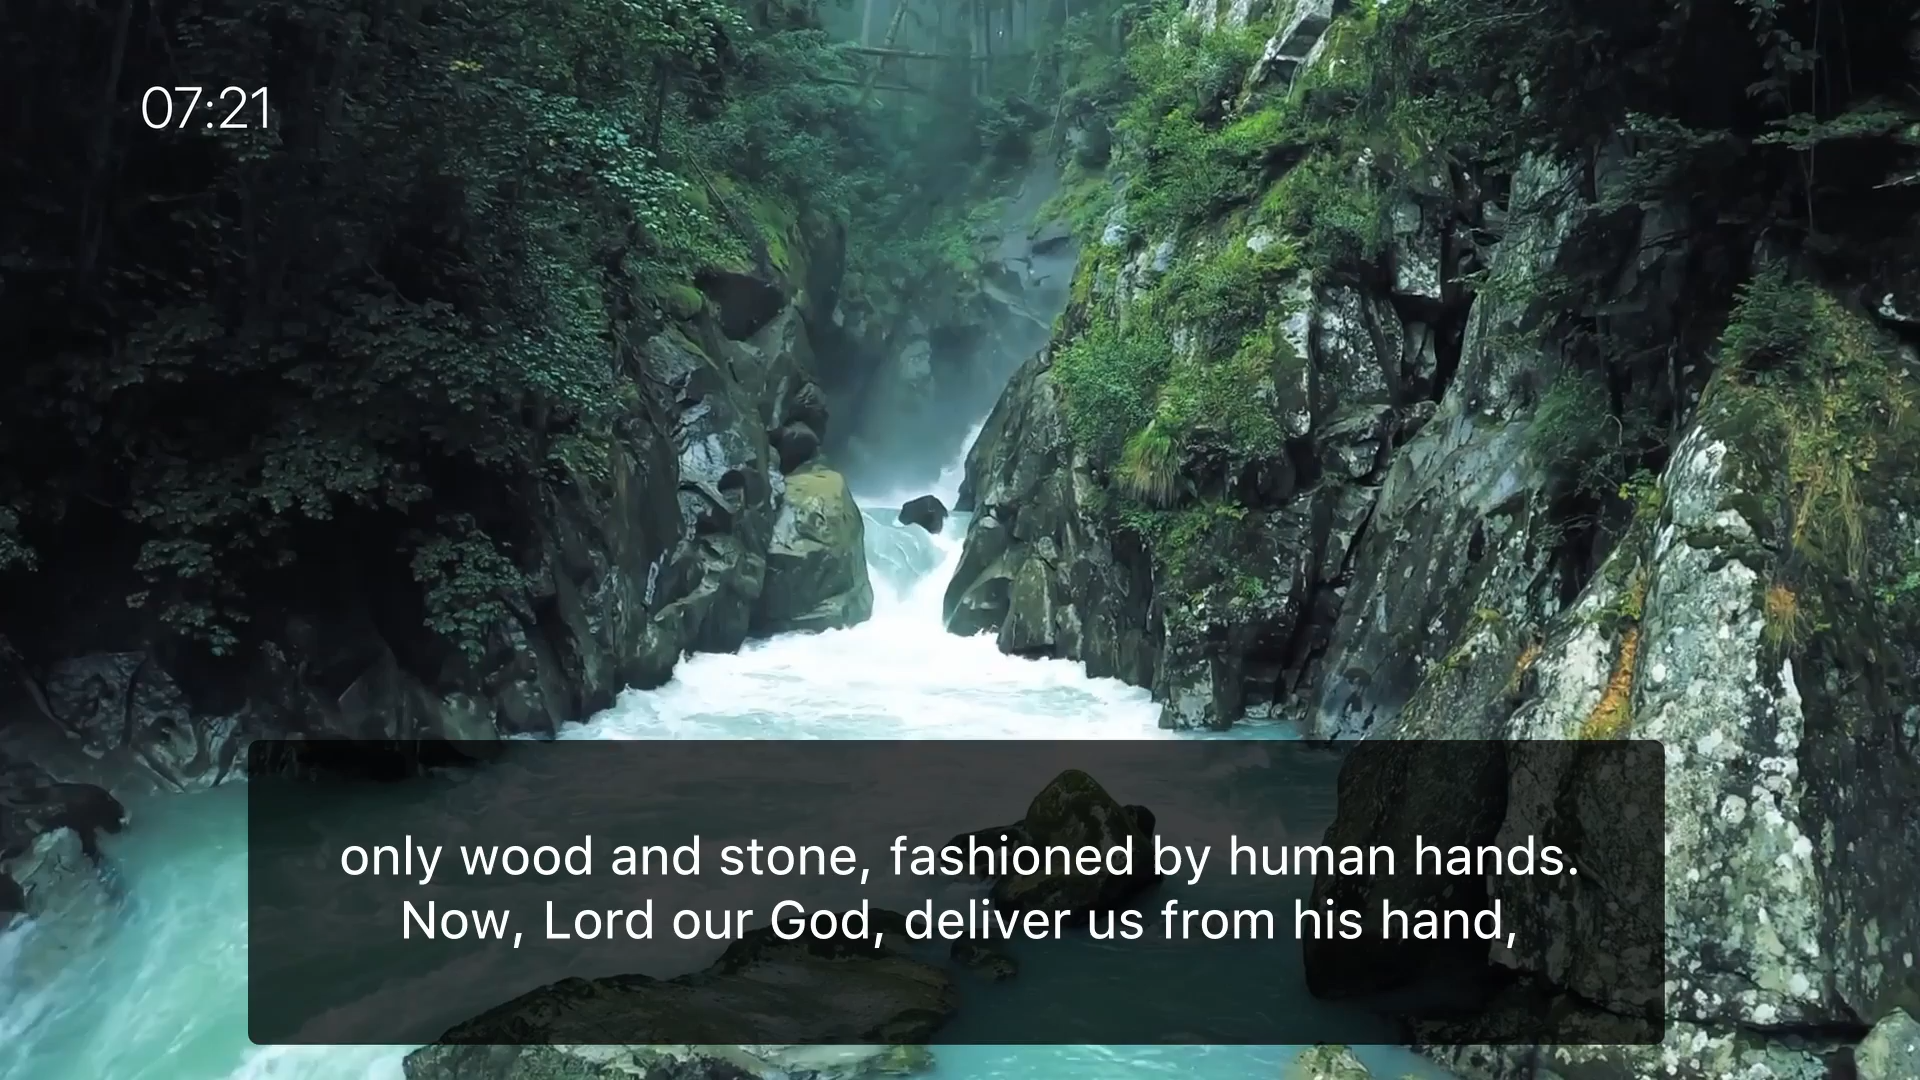 07:21
only wood and stone, fashioned by human hands.
Now, Lord our God, deliver us from his hand,